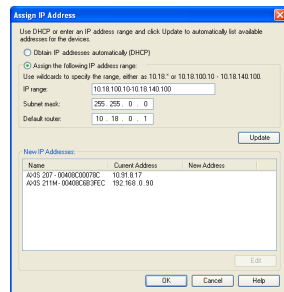 Assign IP Address
Use DHCP or enter an IP address range and click Update to automatically list available
addresses for the devices.
Obtain IP addresses automatically (DHCP)
Assign the following IP address range:
Use wildcards to specify the range, either as 10.18.* or 10.18.100.10 - 10.18.140.100.
IP range: 10.18.100.10-10.18.140.100
Subnet mask: 255. 255. 0 . 0
Default router: 10 . 18 . 0 . 1
Update
New IP Addresses:
Name Current Address New Address
AXIS 207 - 00408C00078C 10.91.8.17
AXIS 211M - 00408C6B3FEC 192.168.0.90
Edit
OK Cancel Help